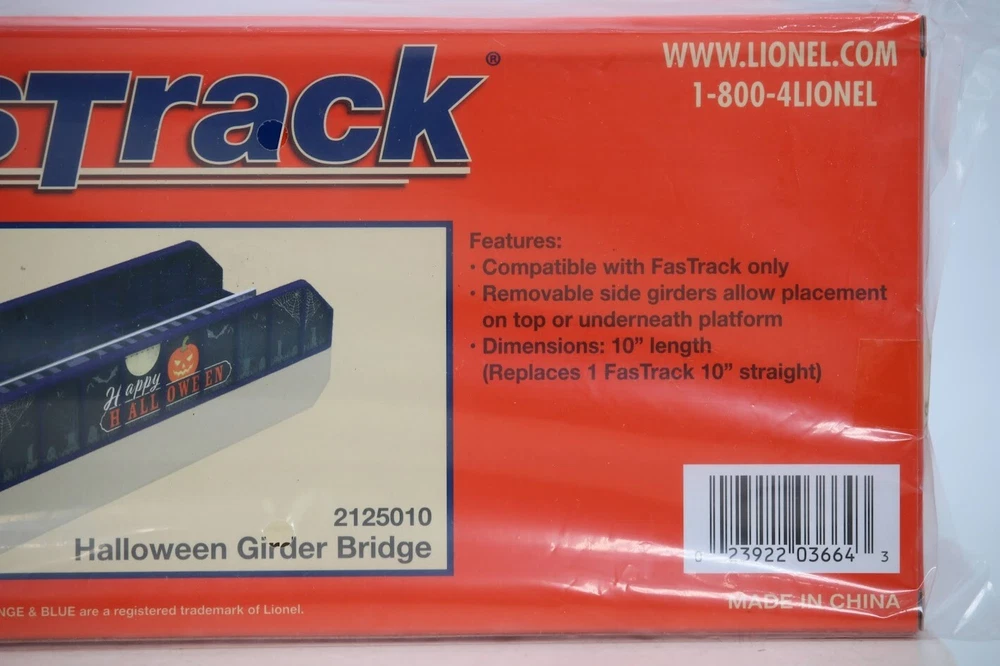 WWW.LIONEL.COM
1-800-4LIONEL
sTrack®
Features:
• Compatible with FasTrack only
• Removable side girders allow placement
on top or underneath platform
• Dimensions: 10" length
(Replaces 1 FasTrack 10" straight)
Happy
HALLOWEEN
2125010
Halloween Girder Bridge
0 23922 03664 3
NGE & BLUE are a registered trademark of Lionel.
MADE IN CHINA